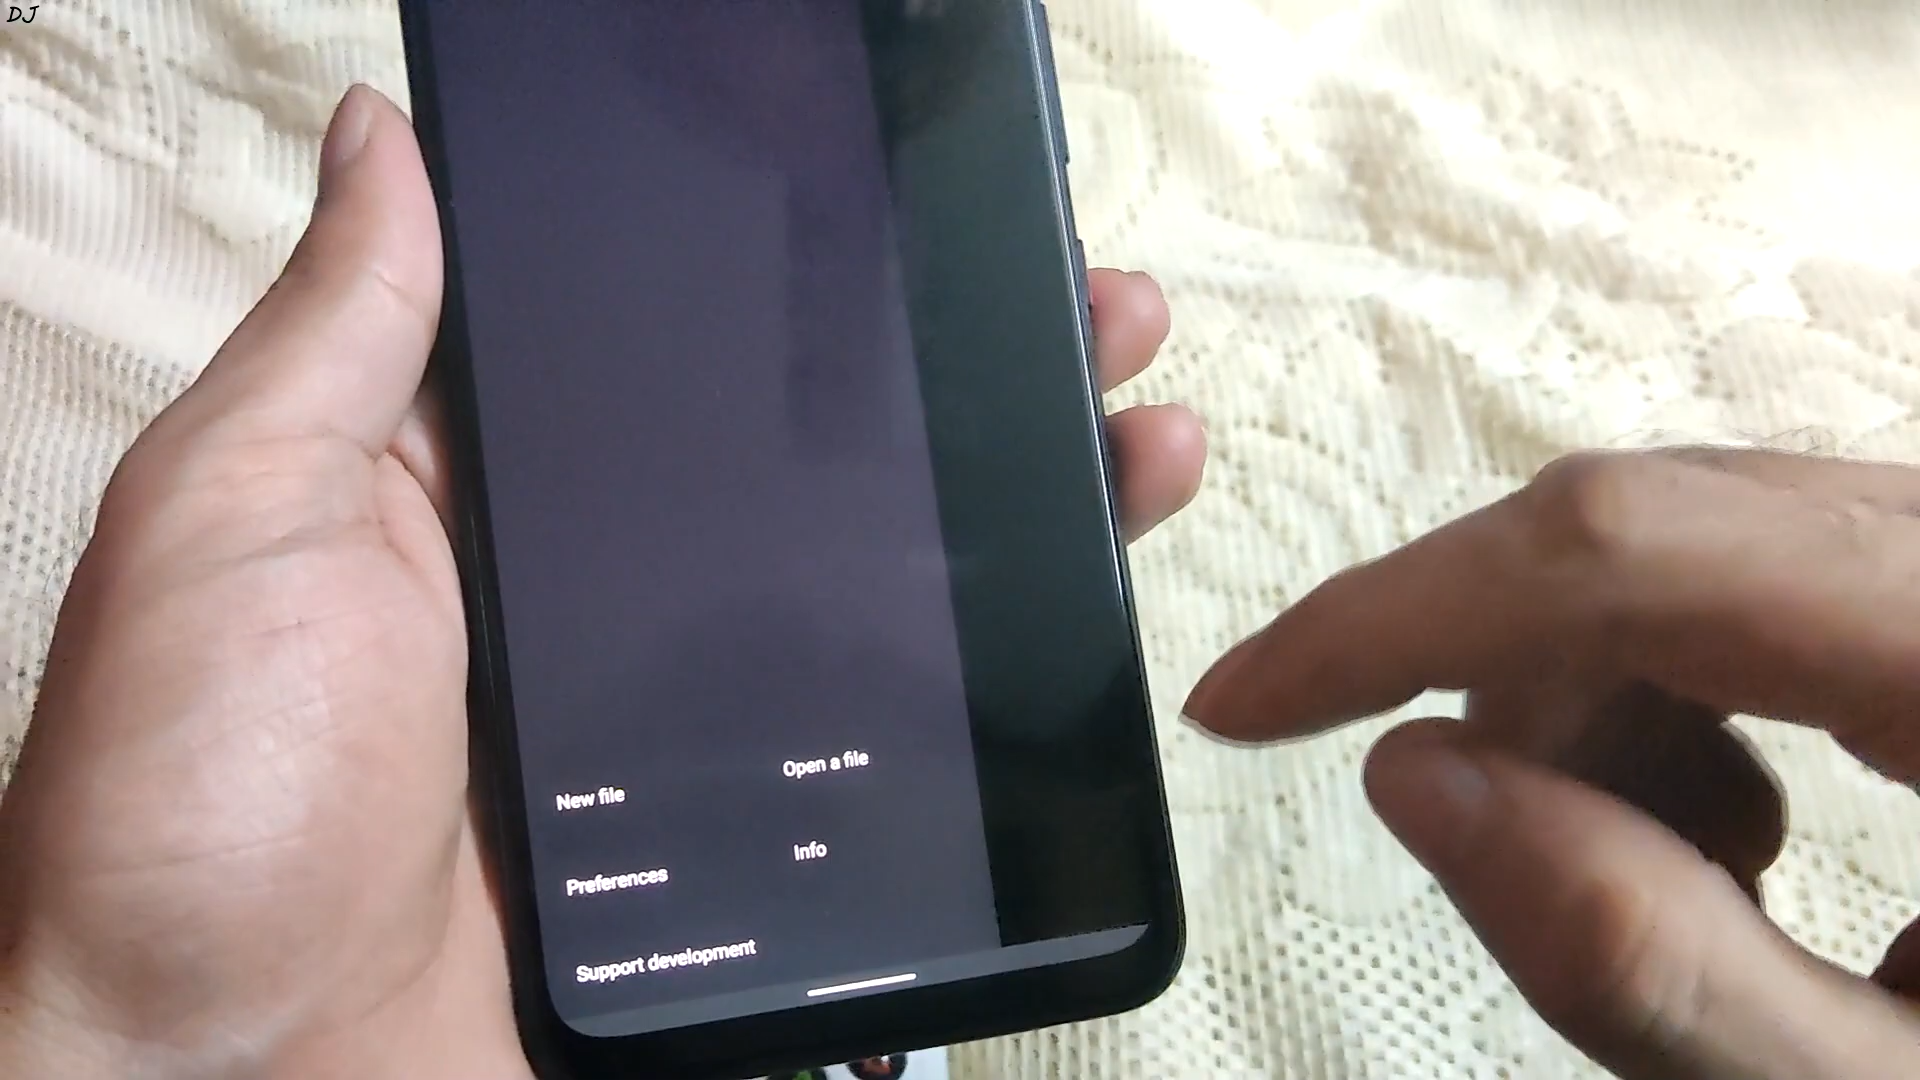 DJ
New file
Open a file
Preferences
Info
Support development